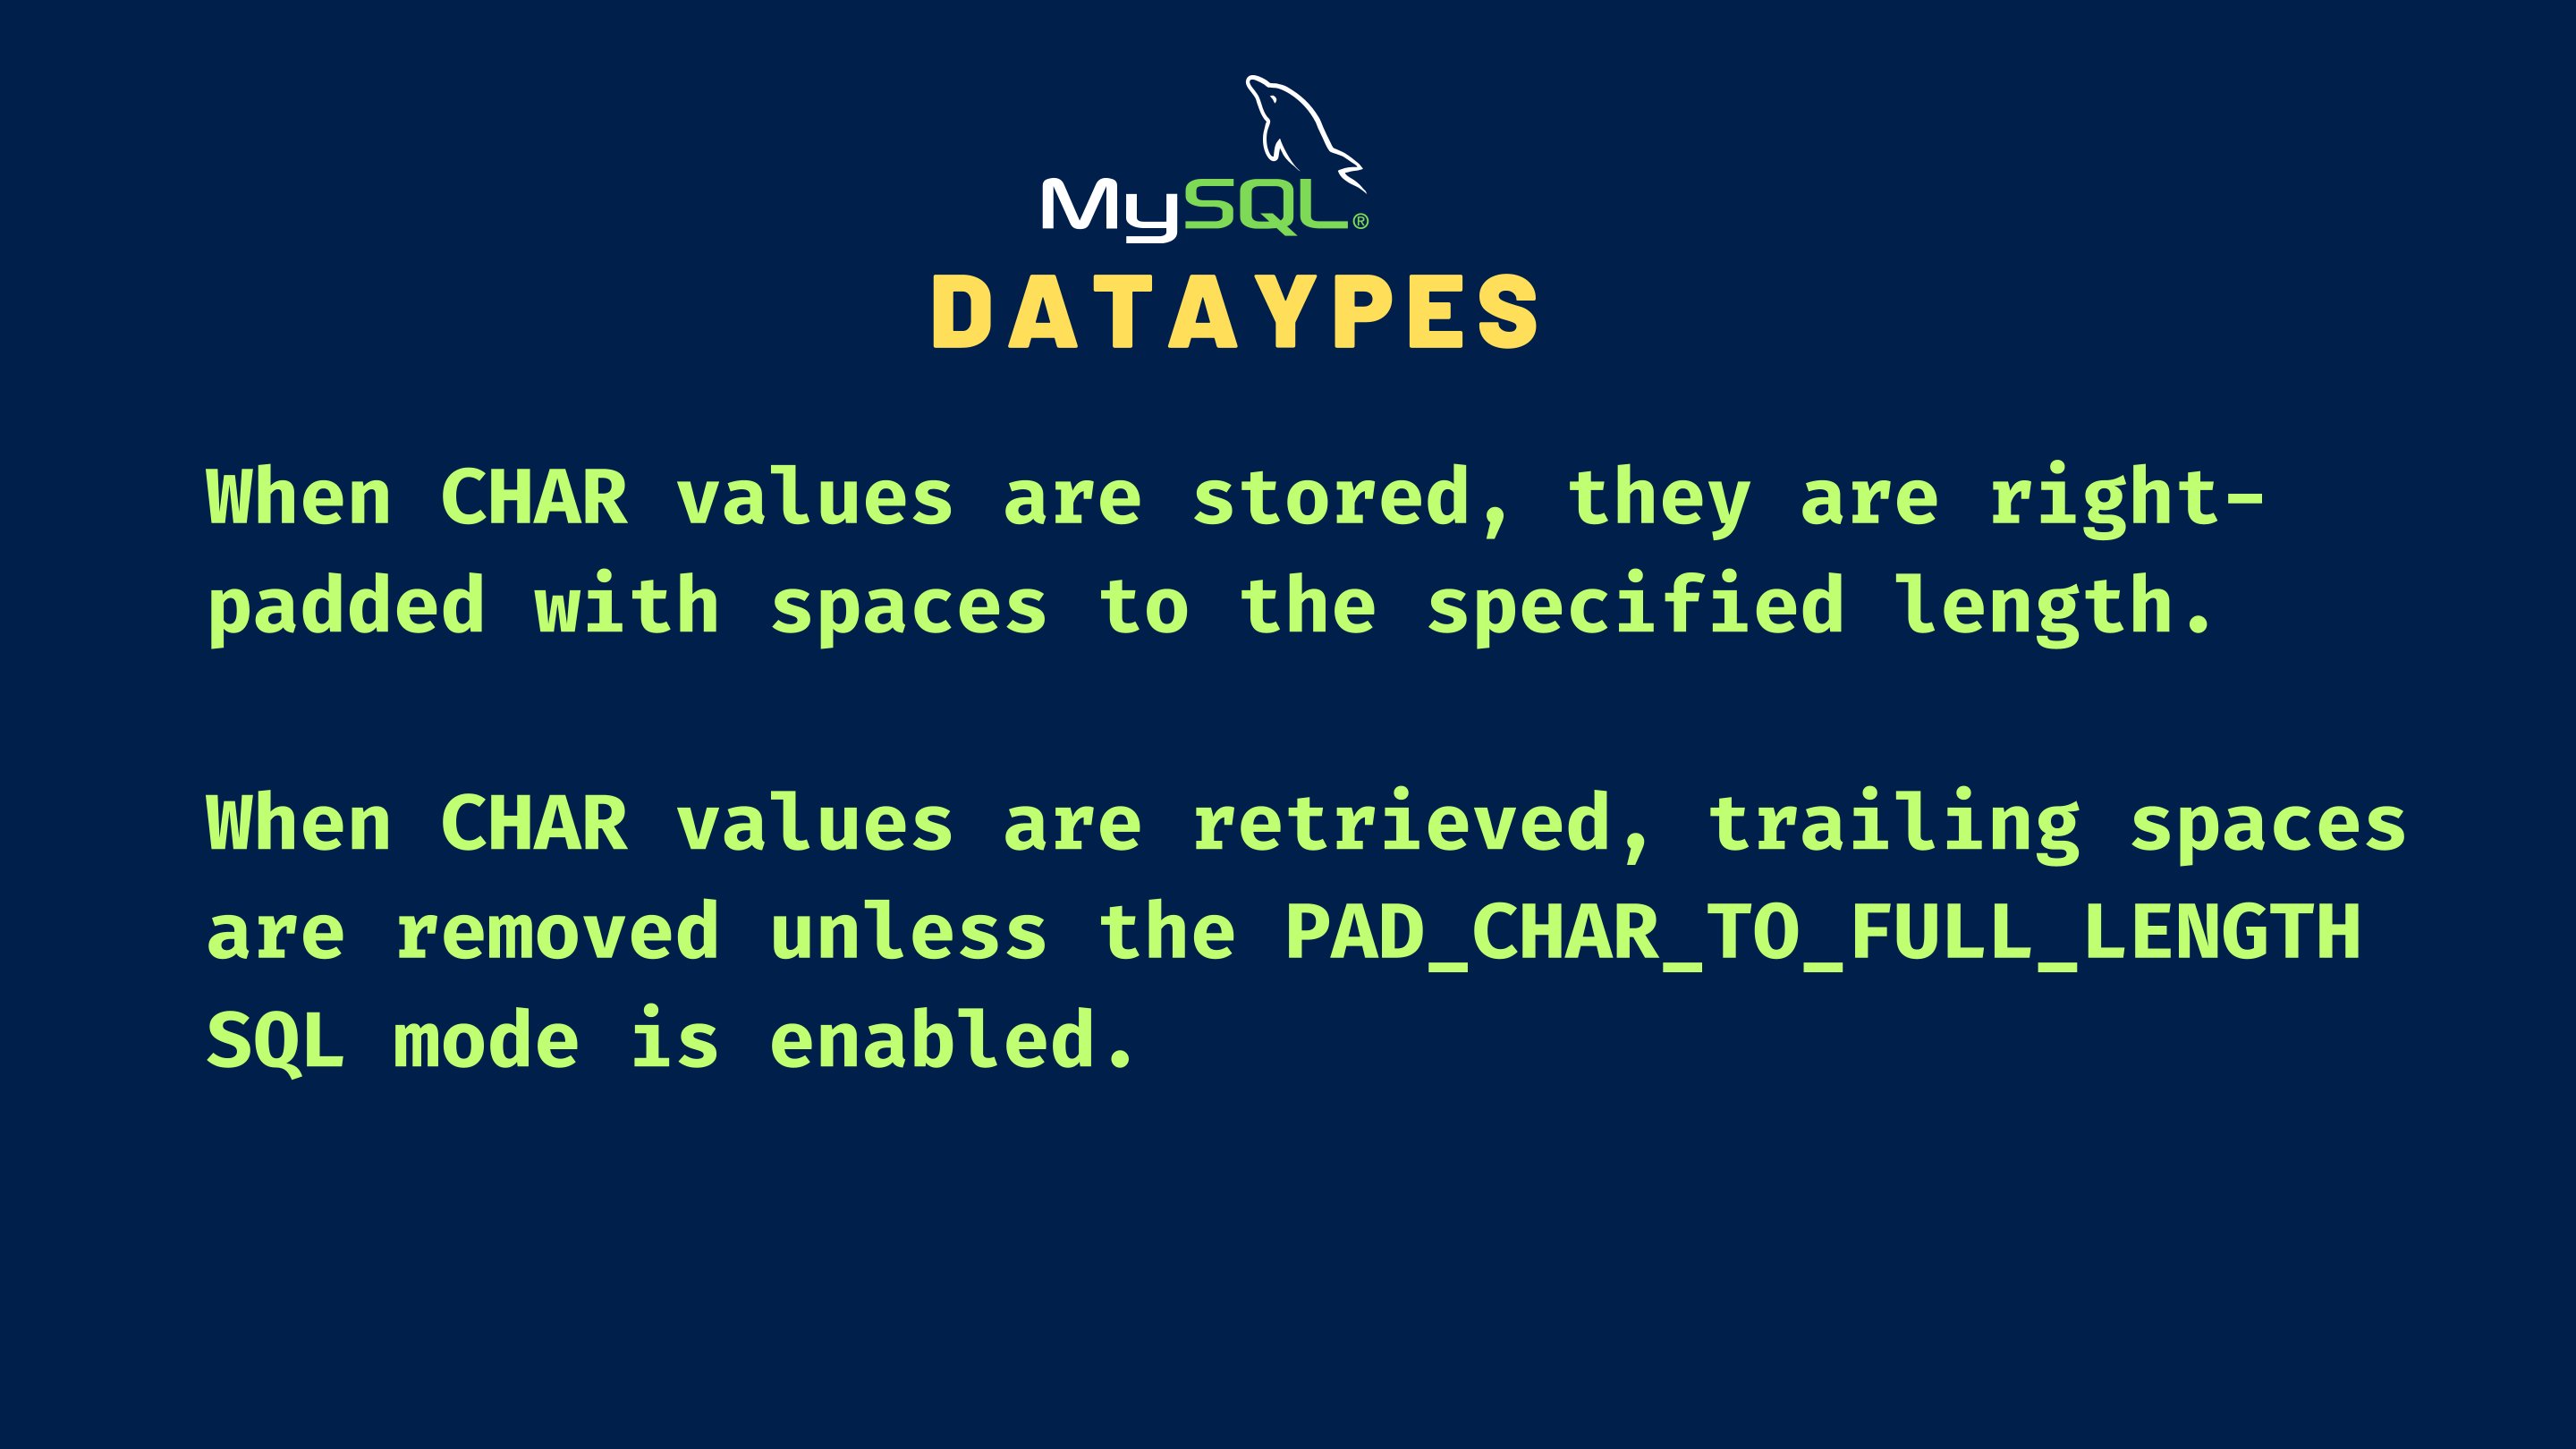 MySQL®
DATAYPES
When CHAR values are stored, they are right-
padded with spaces to the specified length.
When CHAR values are retrieved, trailing spaces
are removed unless the PAD_CHAR_TO_FULL_LENGTH
SQL mode is enabled.